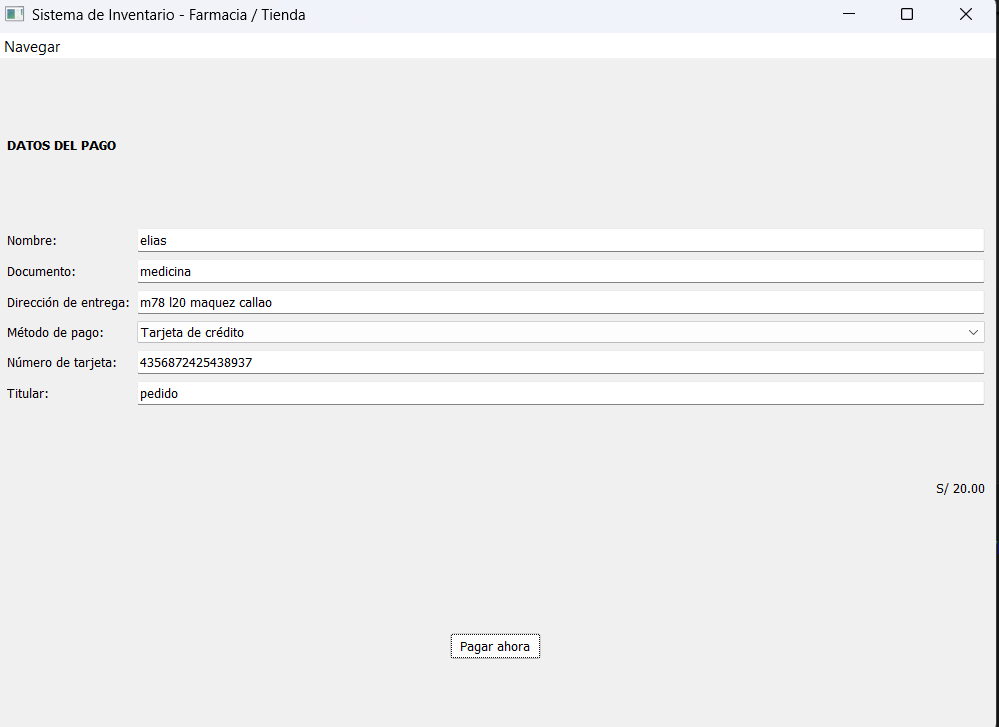 Sistema de Inventario - Farmacia / Tienda
Navegar
DATOS DEL PAGO
Nombre: elias
Documento: medicina
Dirección de entrega: m78 l20 maquez callao
Método de pago: Tarjeta de crédito
Número de tarjeta: 4356872425438937
Titular: pedido
S/ 20.00
Pagar ahora